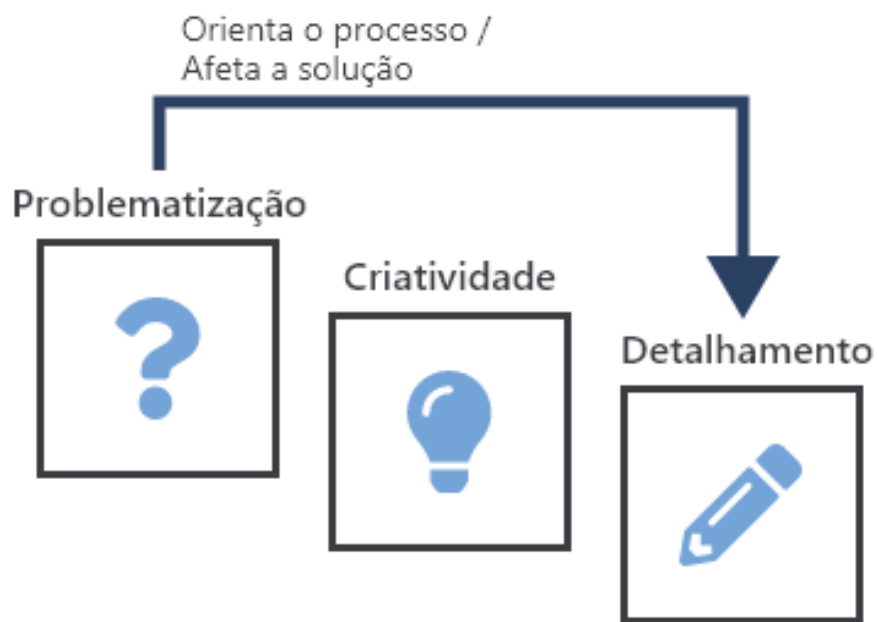 Orienta o processo /
Afeta a solução
Problematização
Criatividade
Detalhamento